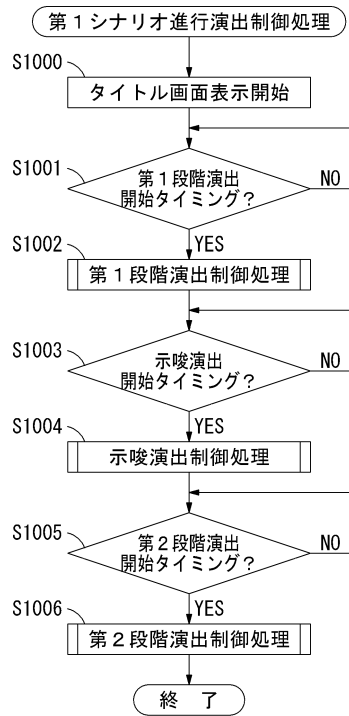 第１シナリオ進行演出制御処理
S1000
タイトル画面表示開始
S1001
第１段階演出
開始タイミング？
NO
YES
S1002
第１段階演出制御処理
S1003
示唆演出
開始タイミング？
NO
YES
S1004
示唆演出制御処理
S1005
第２段階演出
開始タイミング？
NO
YES
S1006
第２段階演出制御処理
終　了